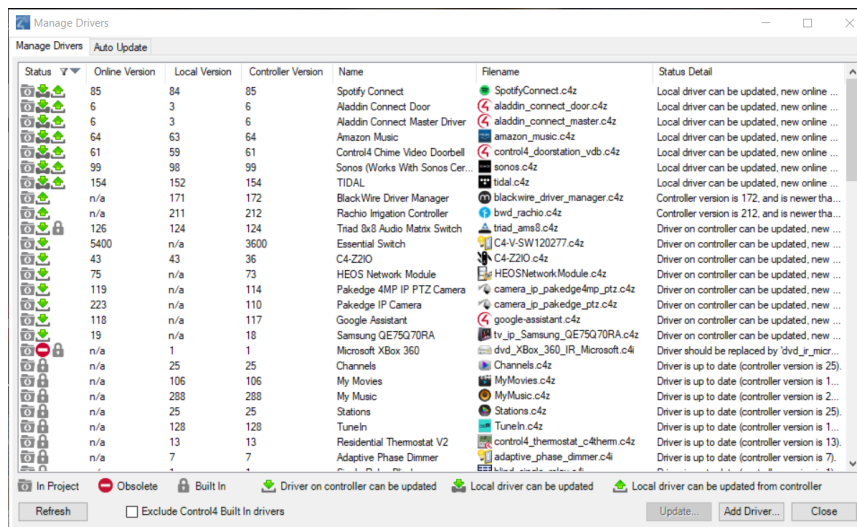 Manage Drivers
Manage Drivers Auto Update
Status Online Version Local Version Controller Version Name Filename Status Detail
85 84 85 Spotify Connect SpotifyConnect.c4z Local driver can be updated, new online ...
6 3 6 Aladdin Connect Door aladdin_connect_door.c4z Local driver can be updated, new online ...
6 3 6 Aladdin Connect Master Driver aladdin_connect_master.c4z Local driver can be updated, new online ...
64 63 64 Amazon Music amazon_music.c4z Local driver can be updated, new online ...
61 59 61 Control4 Chime Video Doorbell control4_doorstation_vdb.c4z Local driver can be updated, new online ...
99 98 99 Sonos (Works With Sonos Cer... sonos.c4z Local driver can be updated, new online ...
154 152 154 TIDAL tidal.c4z Local driver can be updated, new online ...
n/a 171 172 BlackWire Driver Manager blackwire_driver_manager.c4z Controller version is 172, and is newer tha...
n/a 211 212 Rachio Irrigation Controller bwd_rachio.c4z Controller version is 212, and is newer tha...
126 124 124 Triad 8x8 Audio Matrix Switch triad_ams8.c4z Driver on controller can be updated, new ...
5400 n/a 3600 Essential Switch C4-V-SW120277.c4z Driver on controller can be updated, new ...
43 43 36 C4-Z2IO C4-Z2IO.c4z Driver on controller can be updated, new ...
75 n/a 73 HEOS Network Module HEOSNetworkModule.c4z Driver on controller can be updated, new ...
119 n/a 114 Pakedge 4MP IP PTZ Camera camera_ip_pakedge4mp_ptz.c4z Driver on controller can be updated, new ...
223 n/a 110 Pakedge IP Camera camera_ip_pakedge_ptz.c4z Driver on controller can be updated, new ...
118 n/a 117 Google Assistant google-assistant.c4z Driver on controller can be updated, new ...
19 n/a 18 Samsung QE75Q70RA tv_ip_Samsung_QE75Q70RA.c4z Driver on controller can be updated, new ...
n/a 1 1 Microsoft XBox 360 dvd_XBox_360_IR_Microsoft.c4i Driver should be replaced by 'dvd_ir_micr...
n/a 25 25 Channels Channels.c4z Driver is up to date (controller version is 25).
n/a 106 106 My Movies MyMovies.c4z Driver is up to date (controller version is 1...
n/a 288 288 My Music MyMusic.c4z Driver is up to date (controller version is 2...
n/a 25 25 Stations Stations.c4z Driver is up to date (controller version is 25).
n/a 128 128 TuneIn TuneIn.c4z Driver is up to date (controller version is 1...
n/a 13 13 Residential Thermostat V2 control4_thermostat_c4therm.c4z Driver is up to date (controller version is 13).
n/a 7 7 Adaptive Phase Dimmer adaptive_phase_dimmer.c4i Driver is up to date (controller version is 7).
In Project Obsolete Built In Driver on controller can be updated Local driver can be updated Local driver can be updated from controller
Refresh Exclude Control4 Built In drivers Update... Add Driver... Close